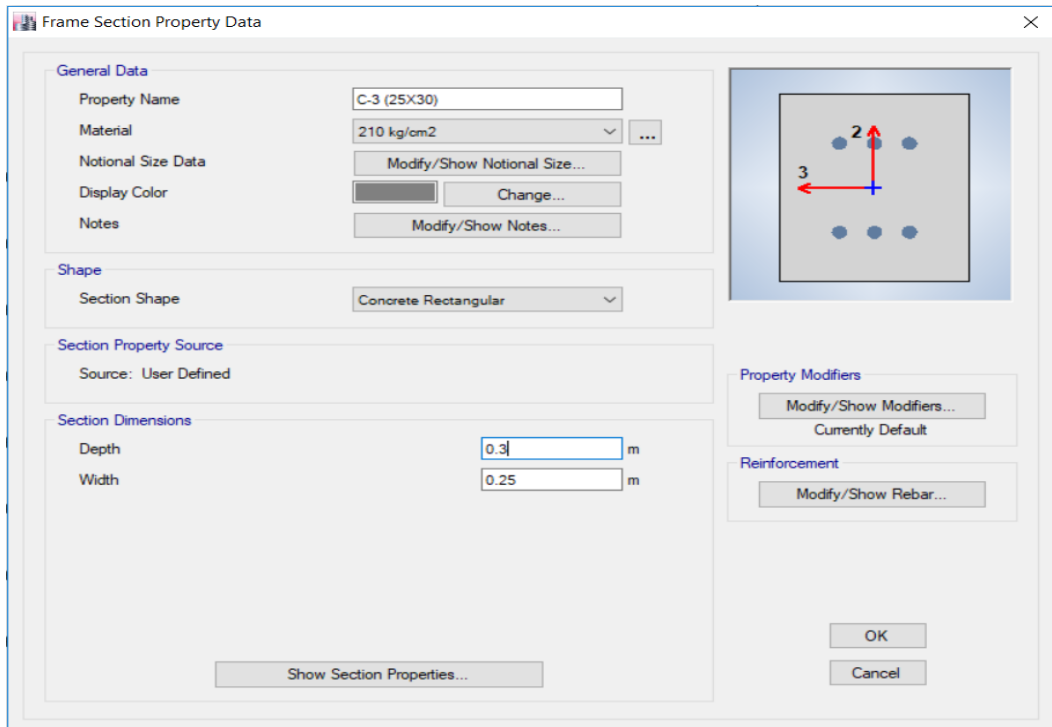 Frame Section Property Data
General Data
Property Name C-3 (25X30)
Material 210 kg/cm2 ...
Notional Size Data Modify/Show Notional Size...
Display Color Change...
Notes Modify/Show Notes...
2
3
Shape
Section Shape Concrete Rectangular
Section Property Source
Source: User Defined
Section Dimensions
Depth 0.3 m
Width 0.25 m
Show Section Properties...
Property Modifiers
Modify/Show Modifiers...
Currently Default
Reinforcement
Modify/Show Rebar...
OK
Cancel